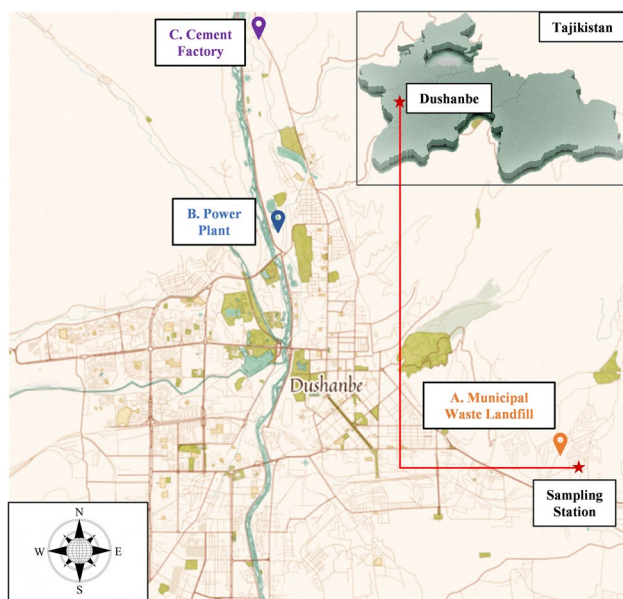 C. Cement
Factory
Tajikistan
Dushanbe
B. Power
Plant
Dushanbe
A. Municipal
Waste Landfill
Sampling
Station
N
W
E
S